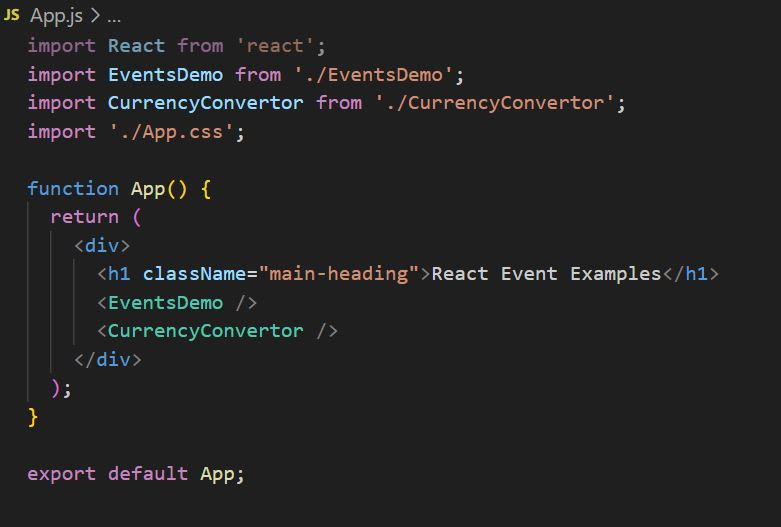 JS App.js > ...
import React from 'react';
import EventsDemo from './EventsDemo';
import CurrencyConvertor from './CurrencyConvertor';
import './App.css';

function App() {
  return (
    <div>
      <h1 className="main-heading">React Event Examples</h1>
      <EventsDemo />
      <CurrencyConvertor />
    </div>
  );
}

export default App;